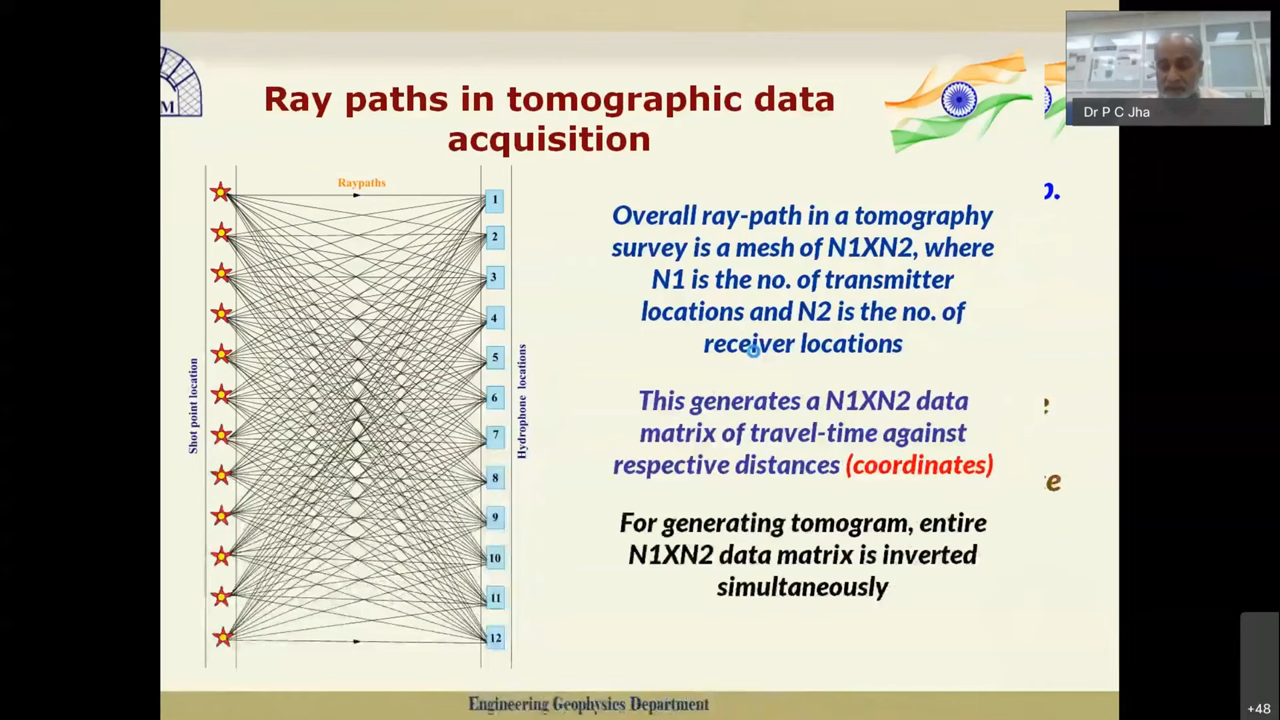 Ray paths in tomographic data
acquisition
M
Dr P C Jha
Raypaths
Shot point location
1
2
3
4
5
6
7
8
9
10
11
12
Hydrophone locations
Overall ray-path in a tomography
survey is a mesh of N1XN2, where
N1 is the no. of transmitter
locations and N2 is the no. of
receiver locations
This generates a N1XN2 data
matrix of travel-time against
respective distances (coordinates)
For generating tomogram, entire
N1XN2 data matrix is inverted
simultaneously
Engineering Geophysics Department
+48